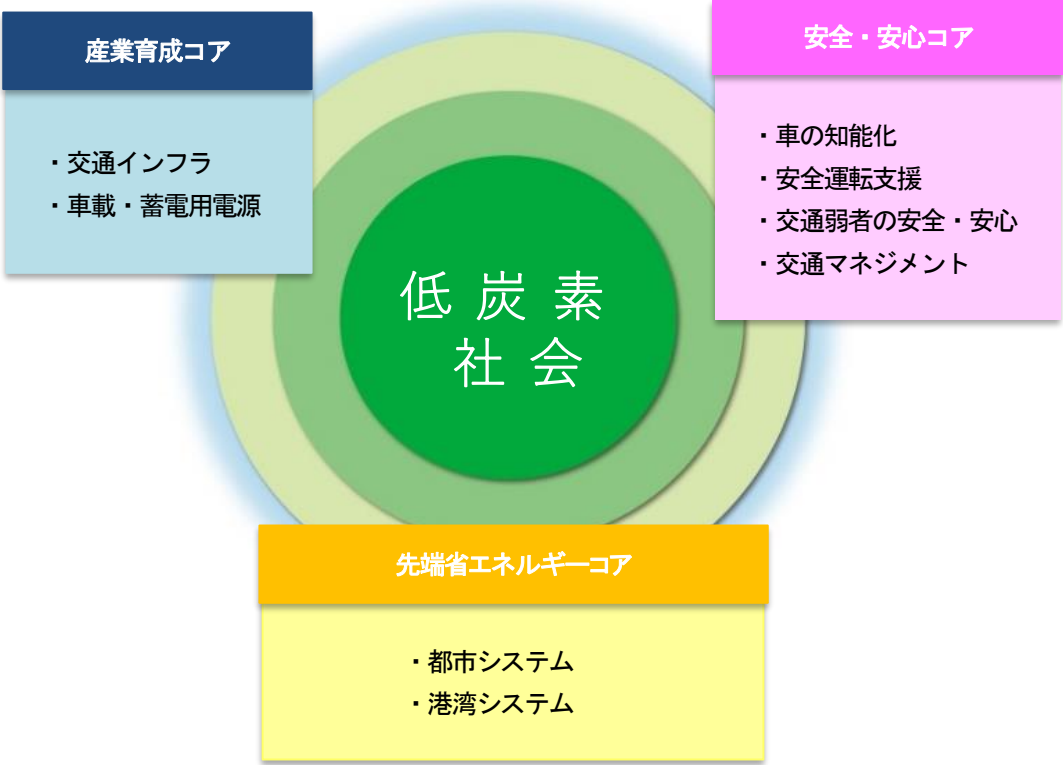 産業育成コア
・交通インフラ
・車載・蓄電用電源
安全・安心コア
・車の知能化
・安全運転支援
・交通弱者の安全・安心
・交通マネジメント
低炭素
社会
先端省エネルギーコア
・都市システム
・港湾システム